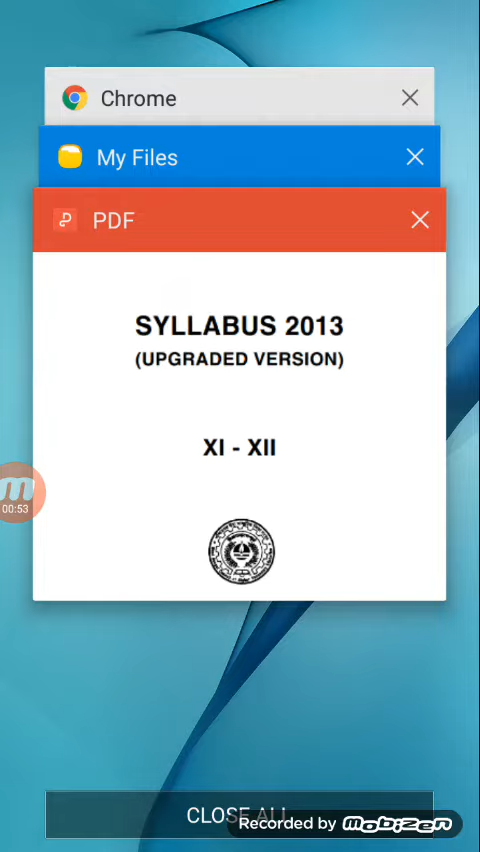 Chrome
My Files
PDF
SYLLABUS 2013
(UPGRADED VERSION)
XI - XII
00:53
CLOSE ALL
Recorded by mobizen